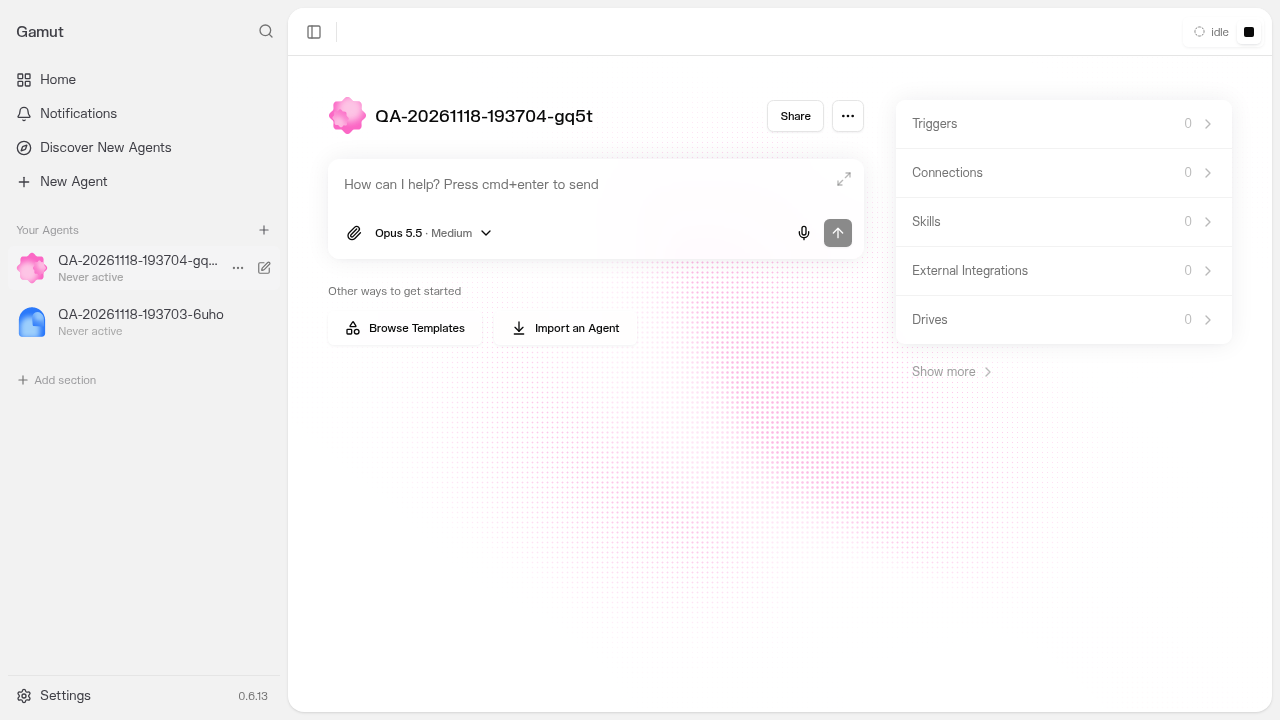 Gamut
Home
Notifications
Discover New Agents
New Agent
Your Agents
QA-20261118-193704-gq...
Never active
QA-20261118-193703-6uho
Never active
Add section
Settings
0.6.13
idle
QA-20261118-193704-gq5t
Share
How can I help? Press cmd+enter to send
Opus 5.5 · Medium
Other ways to get started
Browse Templates
Import an Agent
Triggers 0
Connections 0
Skills 0
External Integrations 0
Drives 0
Show more